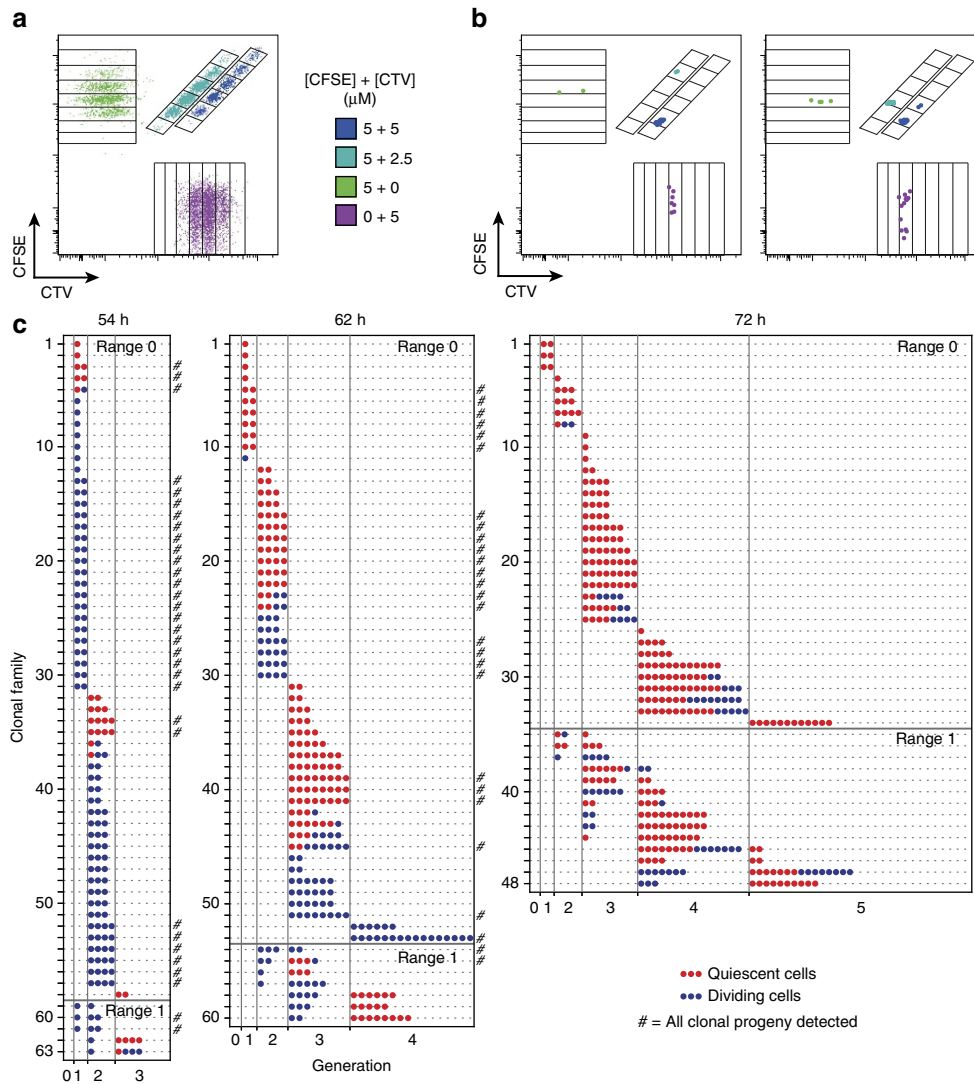 a
b
[CFSE] + [CTV]
(μM)
5 + 5
5 + 2.5
5 + 0
0 + 5
CFSE
CTV
CFSE
CTV
c
54 h
62 h
72 h
Range 0
Range 0
Range 0
Clonal family
1
10
20
30
40
50
60
63
1
10
20
30
40
50
60
1
10
20
30
40
48
# # # # # # # # # # # # # # # # # # # # # # # # # # # # # # # #
# # # # # # # # # # # # # # # # # # # # # # # # # # # # #
Range 1
Range 1
Range 1
0 1 2 3
0 1 2 3 4
0 1 2 3 4 5
Generation
Quiescent cells
Dividing cells
# = All clonal progeny detected